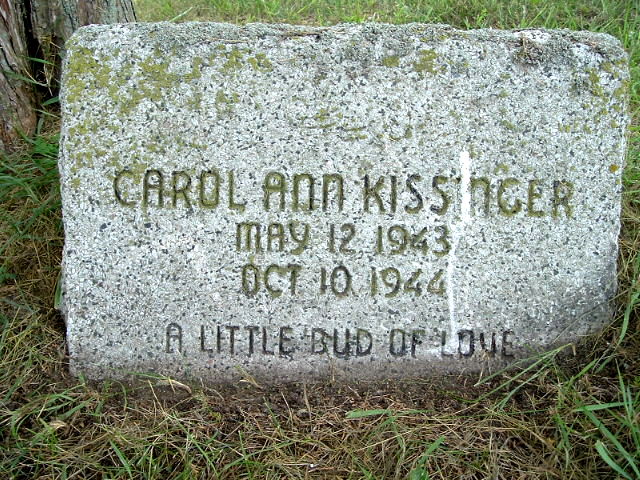 CAROL ANN KISSINGER
MAY 12 1943
OCT 10 1944
A LITTLE BUD OF LOVE